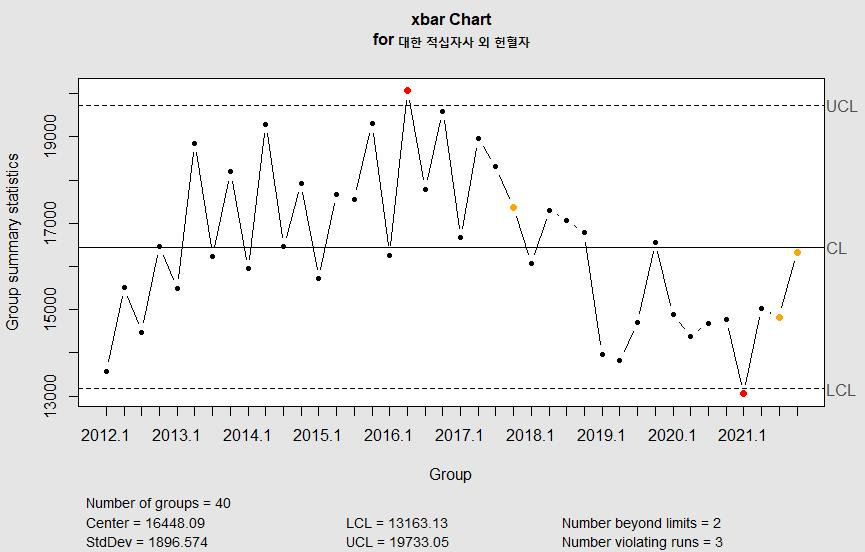 xbar Chart
for 대한 적십자사 외 헌혈자
Group summary statistics
19000
17000
15000
13000
UCL
CL
LCL
2012.1 2013.1 2014.1 2015.1 2016.1 2017.1 2018.1 2019.1 2020.1 2021.1
Group
Number of groups = 40
Center = 16448.09 LCL = 13163.13 Number beyond limits = 2
StdDev = 1896.574 UCL = 19733.05 Number violating runs = 3